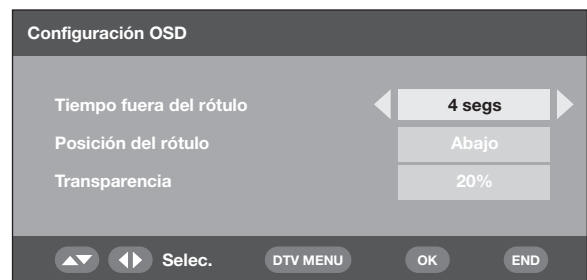 Configuración OSD
Tiempo fuera del rótulo 4 segs
Posición del rótulo Abajo
Transparencia 20%
Selec. DTV MENU OK END